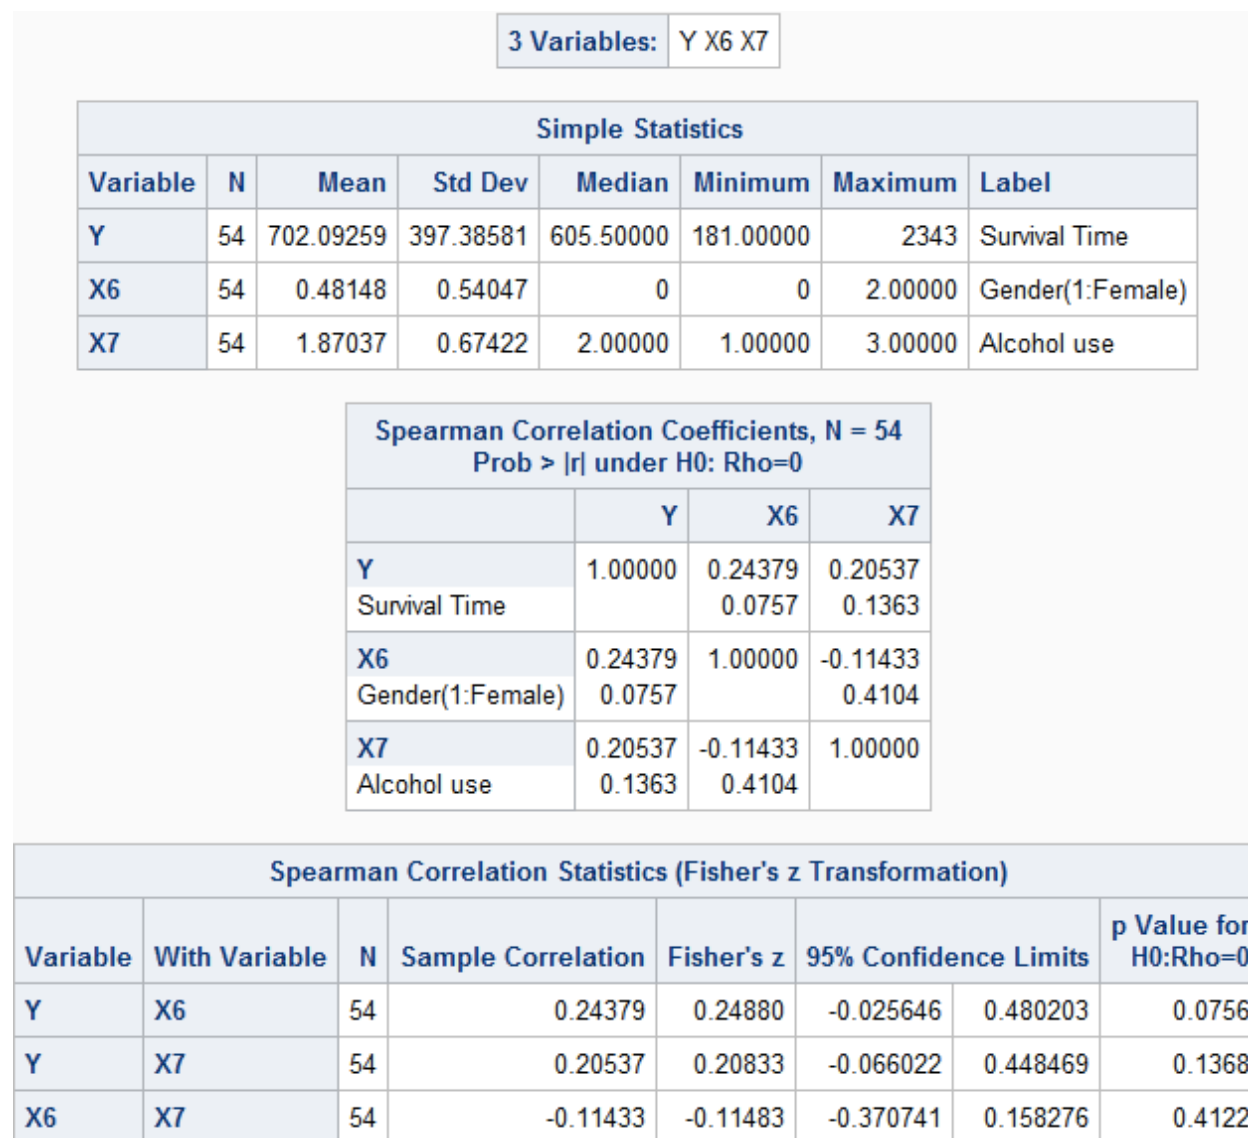 3 Variables: Y X6 X7
Simple Statistics
Variable N Mean Std Dev Median Minimum Maximum Label
Y 54 702.09259 397.38581 605.50000 181.00000 2343 Survival Time
X6 54 0.48148 0.54047 0 0 2.00000 Gender(1:Female)
X7 54 1.87037 0.67422 2.00000 1.00000 3.00000 Alcohol use
Spearman Correlation Coefficients, N = 54
Prob > |r| under H0: Rho=0
Y X6 X7
Y 1.00000 0.24379 0.20537
Survival Time 0.0757 0.1363
X6 0.24379 1.00000 -0.11433
Gender(1:Female) 0.0757 0.4104
X7 0.20537 -0.11433 1.00000
Alcohol use 0.1363 0.4104
Spearman Correlation Statistics (Fisher's z Transformation)
Variable With Variable N Sample Correlation Fisher's z 95% Confidence Limits p Value for
H0:Rho=0
Y X6 54 0.24379 0.24880 -0.025646 0.480203 0.0756
Y X7 54 0.20537 0.20833 -0.066022 0.448469 0.1368
X6 X7 54 -0.11433 -0.11483 -0.370741 0.158276 0.4122